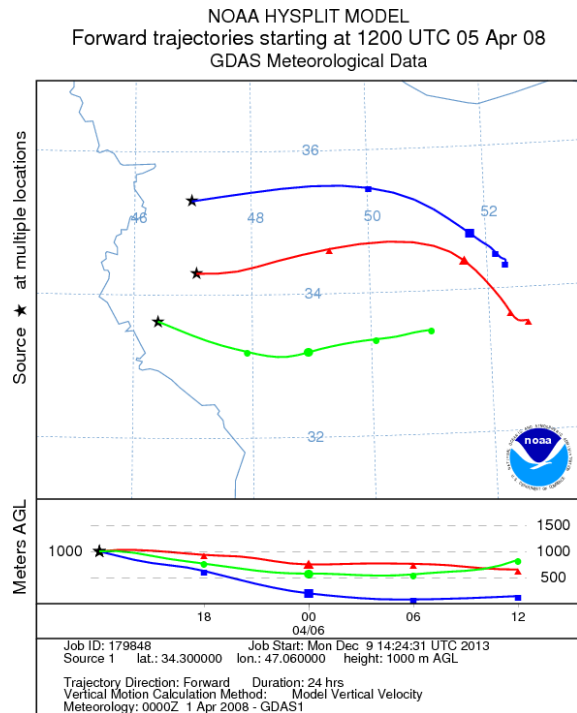 NOAA HYSPLIT MODEL
Forward trajectories starting at 1200 UTC 05 Apr 08
GDAS Meteorological Data
Source ★ at multiple locations
36
46
48
50
52
34
32
noaa
Meters AGL
1000
1500
1000
500
18
00
06
12
04/06
Job ID: 179848 Job Start: Mon Dec 9 14:24:31 UTC 2013
Source 1 lat.: 34.300000 lon.: 47.060000 height: 1000 m AGL
Trajectory Direction: Forward Duration: 24 hrs
Vertical Motion Calculation Method: Model Vertical Velocity
Meteorology: 0000Z 1 Apr 2008 - GDAS1